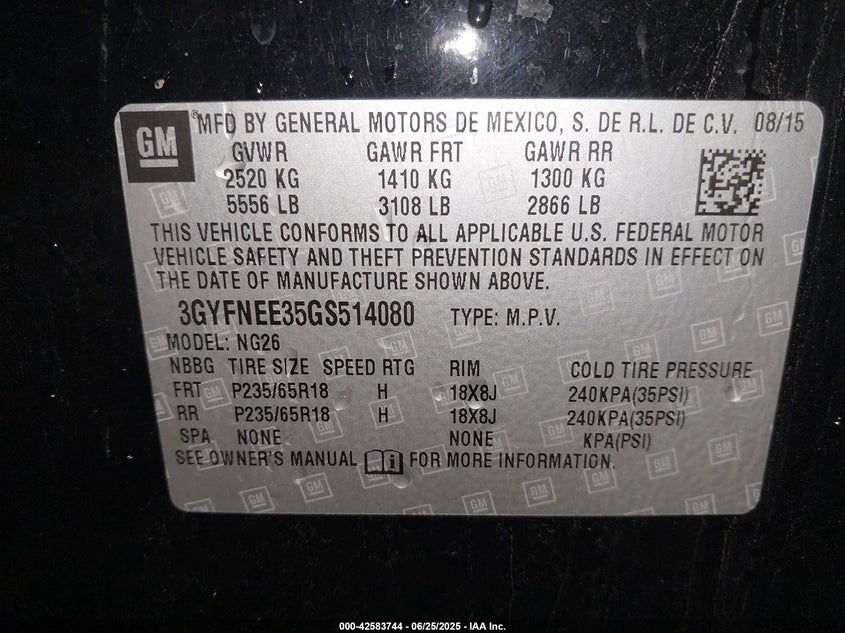 GM ® MFD BY GENERAL MOTORS DE MEXICO, S. DE R.L. DE C.V. 08/15
GVWR GAWR FRT GAWR RR
2520 KG 1410 KG 1300 KG
5556 LB 3108 LB 2866 LB
THIS VEHICLE CONFORMS TO ALL APPLICABLE U.S. FEDERAL MOTOR
VEHICLE SAFETY AND THEFT PREVENTION STANDARDS IN EFFECT ON
THE DATE OF MANUFACTURE SHOWN ABOVE.
3GYFNEE35GS514080 TYPE: M.P.V.
MODEL: NG26
NBBG TIRE SIZE SPEED RTG RIM COLD TIRE PRESSURE
FRT P235/65R18 H 18X8J 240KPA(35PSI)
RR P235/65R18 H 18X8J 240KPA(35PSI)
SPA NONE NONE KPA(PSI)
SEE OWNER'S MANUAL i FOR MORE INFORMATION.
000-42583744 - 06/25/2025 - IAA Inc.